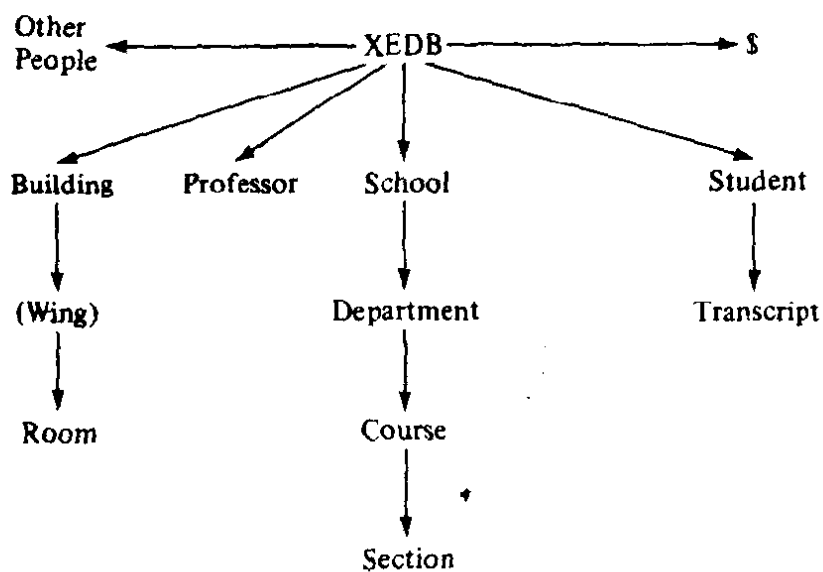 Other
People
XEDB
$
Building
Professor
School
Student
(Wing)
Department
Transcript
Room
Course
Section